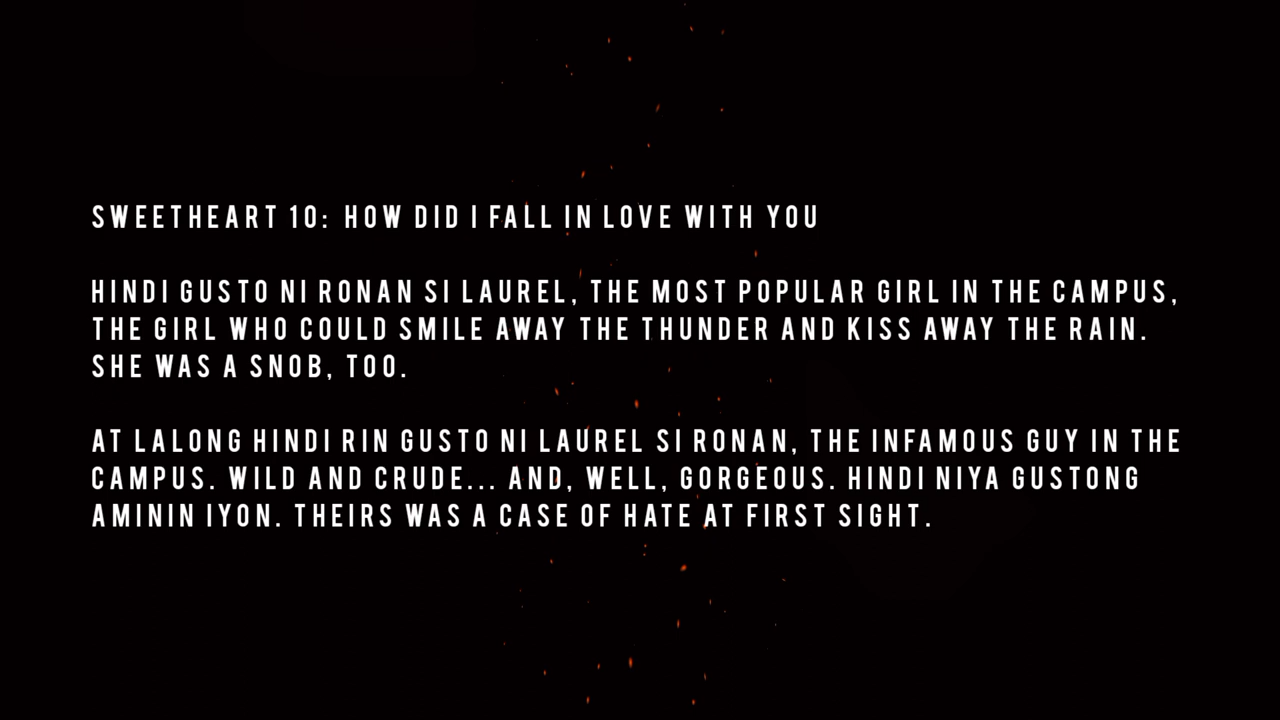 SWEETHEART 10: HOW DID I FALL IN LOVE WITH YOU
HINDI GUSTO NI RONAN SI LAUREL, THE MOST POPULAR GIRL IN THE CAMPUS,
THE GIRL WHO COULD SMILE AWAY THE THUNDER AND KISS AWAY THE RAIN.
SHE WAS A SNOB, TOO.
AT LALONG HINDI RIN GUSTO NI LAUREL SI RONAN, THE INFAMOUS GUY IN THE
CAMPUS. WILD AND CRUDE... AND, WELL, GORGEOUS. HINDI NIYA GUSTONG
AMININ IYON. THEIRS WAS A CASE OF HATE AT FIRST SIGHT.